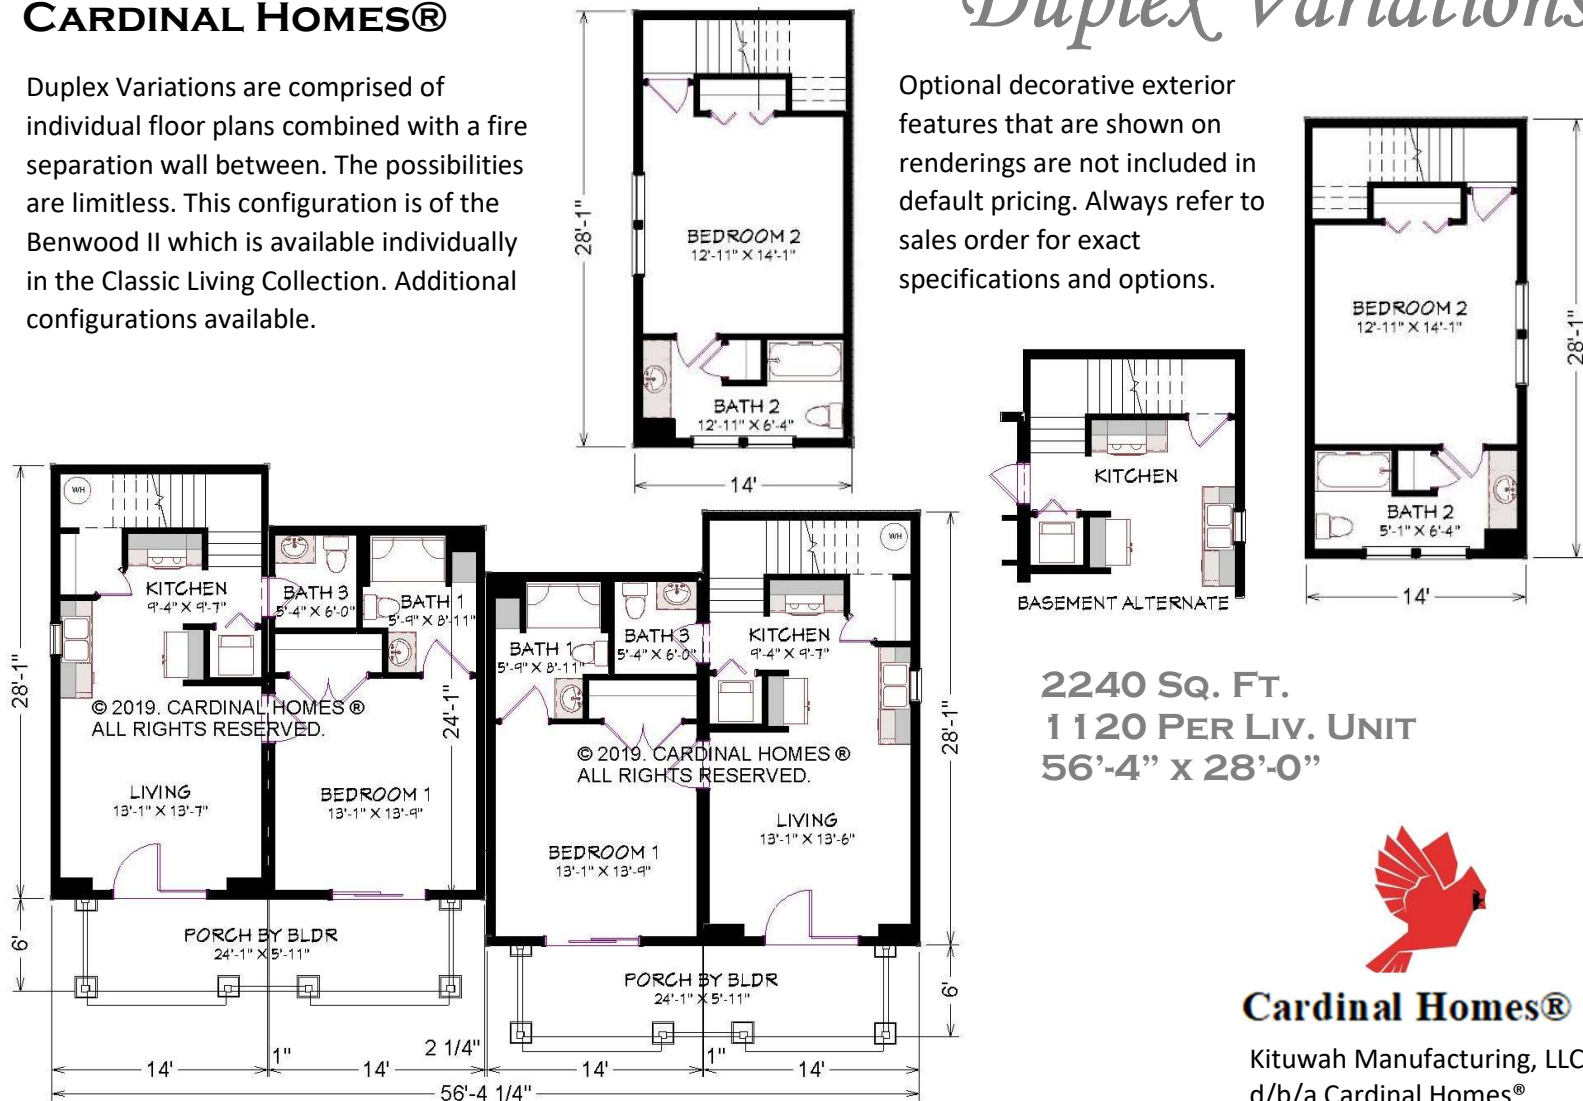 CARDINAL HOMES®
Duplex Variations
Duplex Variations are comprised of
individual floor plans combined with a fire
separation wall between. The possibilities
are limitless. This configuration is of the
Benwood II which is available individually
in the Classic Living Collection. Additional
configurations available.
Optional decorative exterior
features that are shown on
renderings are not included in
default pricing. Always refer to
sales order for exact
specifications and options.
28'-1"
BEDROOM 2
12'-11" X 14'-1"
BATH 2
12'-11" X 6'-4"
14'
BEDROOM 2
12'-11" X 14'-1"
28'-1"
BATH 2
5'-1" X 6'-4"
14'
KITCHEN
BASEMENT ALTERNATE
WH
KITCHEN
9'-4" X 9'-7"
BATH 3
5'-4" X 6'-0"
BATH 1
5'-9" X 8'-11"
28'-1"
24'-1"
© 2019. CARDINAL HOMES ®
ALL RIGHTS RESERVED.
LIVING
13'-1" X 13'-7"
BEDROOM 1
13'-1" X 13'-9"
6'
PORCH BY BLDR
24'-1" X 5'-11"
WH
BATH 1
5'-9" X 8'-11"
BATH 3
5'-4" X 6'-0"
KITCHEN
9'-4" X 9'-7"
28'-1"
© 2019. CARDINAL HOMES ®
ALL RIGHTS RESERVED.
BEDROOM 1
13'-1" X 13'-9"
LIVING
13'-1" X 13'-6"
PORCH BY BLDR
24'-1" X 5'-11"
6'
14'
1"
14'
2 1/4"
14'
1"
14'
56'-4 1/4"
2240 SQ. FT.
1120 PER LIV. UNIT
56'-4" X 28'-0"
Cardinal Homes®
Kituwah Manufacturing, LLC
d/b/a Cardinal Homes®